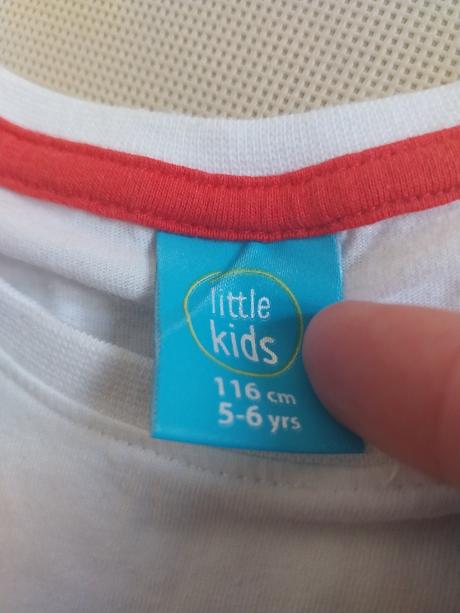 little
kids
116 cm
5-6 yrs